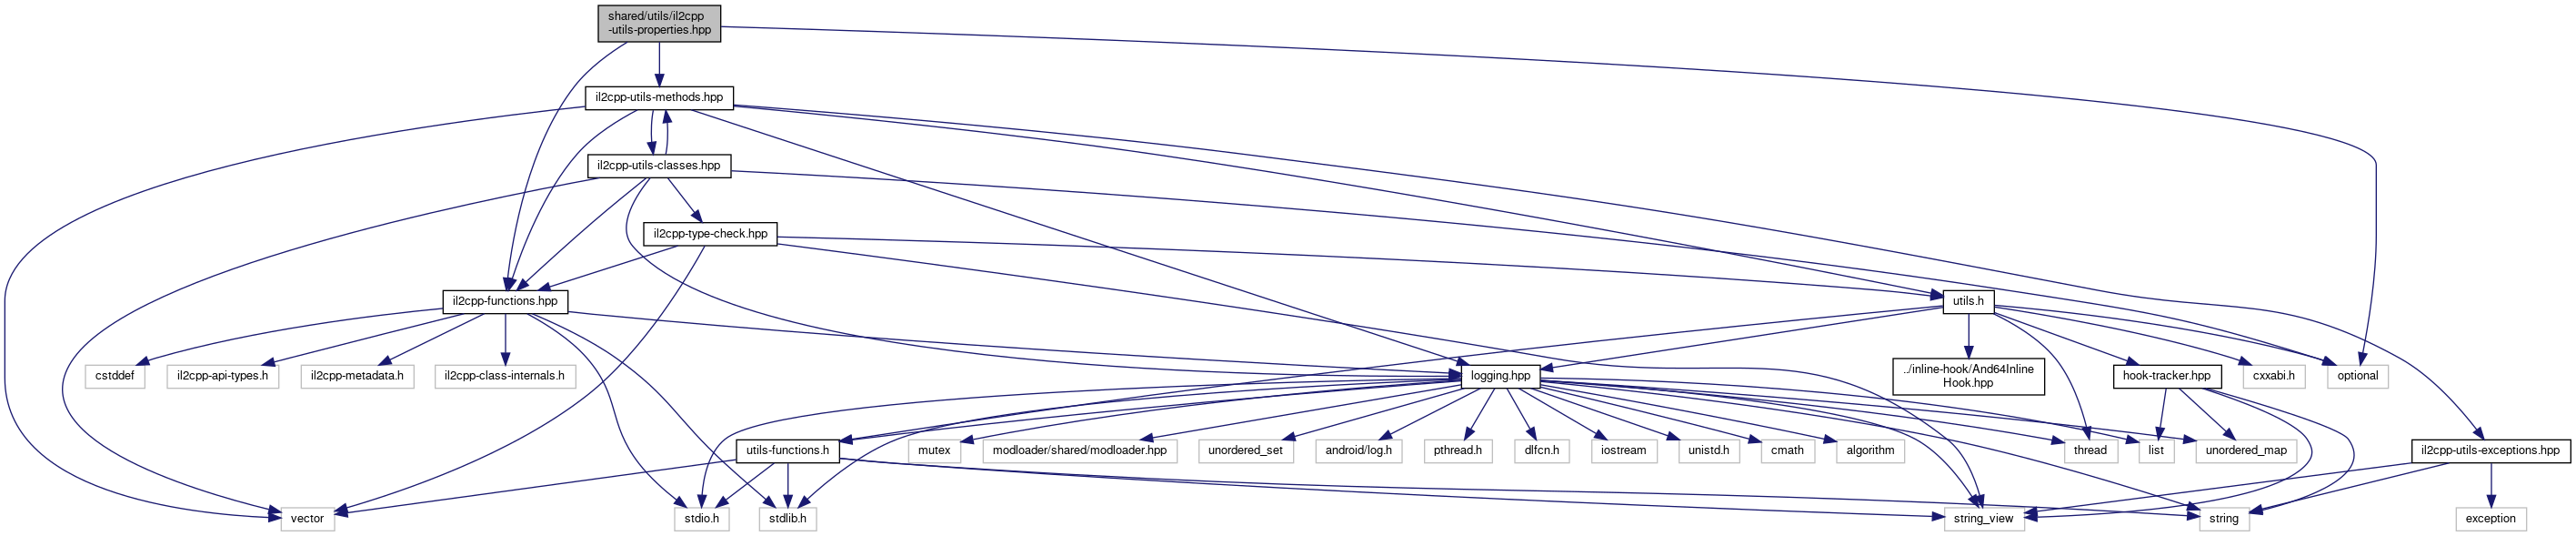 shared/utils/il2cpp
-utils-properties.hpp
il2cpp-utils-methods.hpp
il2cpp-utils-classes.hpp
il2cpp-type-check.hpp
il2cpp-functions.hpp
utils.h
cstddef
il2cpp-api-types.h
il2cpp-metadata.h
il2cpp-class-internals.h
logging.hpp
../inline-hook/And64Inline
Hook.hpp
hook-tracker.hpp
cxxabi.h
optional
utils-functions.h
mutex
modloader/shared/modloader.hpp
unordered_set
android/log.h
pthread.h
dlfcn.h
iostream
unistd.h
cmath
algorithm
thread
list
unordered_map
il2cpp-utils-exceptions.hpp
vector
stdio.h
stdlib.h
string_view
string
exception